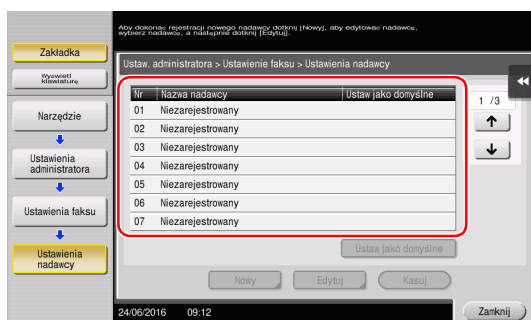 Aby dokonać rejestracji nowego nadawcy dotknij [Nowy], aby edytować nadawcę,
wybierz nadawcę, a następnie dotknij [Edytuj].
Zakładka
Wyświetl
klawiaturę
Narzędzie
Ustawienia
administratora
Ustawienia faksu
Ustawienia
nadawcy
Ustaw. administratora > Ustawienie faksu > Ustawienia nadawcy
Nr Nazwa nadawcy Ustaw jako domyślne
01 Niezarejestrowany
02 Niezarejestrowany
03 Niezarejestrowany
04 Niezarejestrowany
05 Niezarejestrowany
06 Niezarejestrowany
07 Niezarejestrowany
1 /3
Ustaw jako domyślne
Nowy Edytuj Kasuj
24/06/2016 09:12
Zamknij